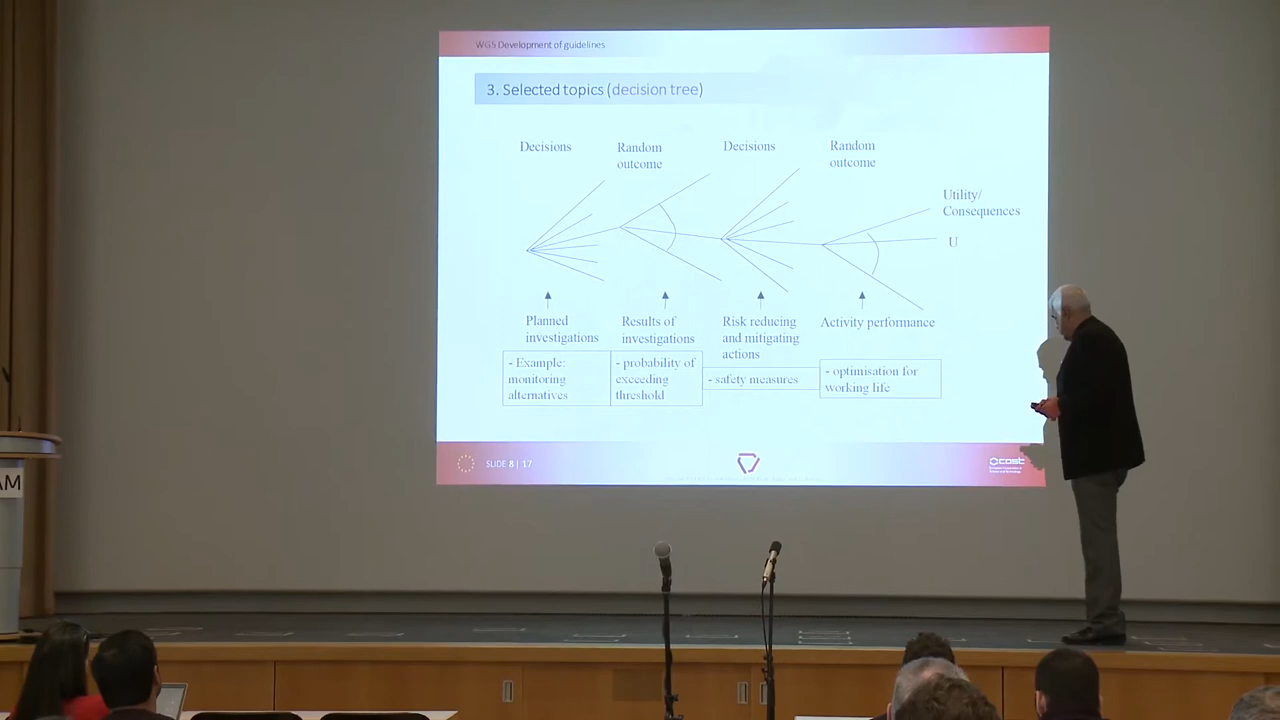 WG5 Development of guidelines
3. Selected topics (decision tree)
Decisions
Random
outcome
Decisions
Random
outcome
Utility/
Consequences
U
Planned
investigations
Results of
investigations
Risk reducing
and mitigating
actions
Activity performance
- Example:
monitoring
alternatives
- probability of
exceeding
threshold
- safety measures
- optimisation for
working life
SLIDE 8 | 17
cost
AM